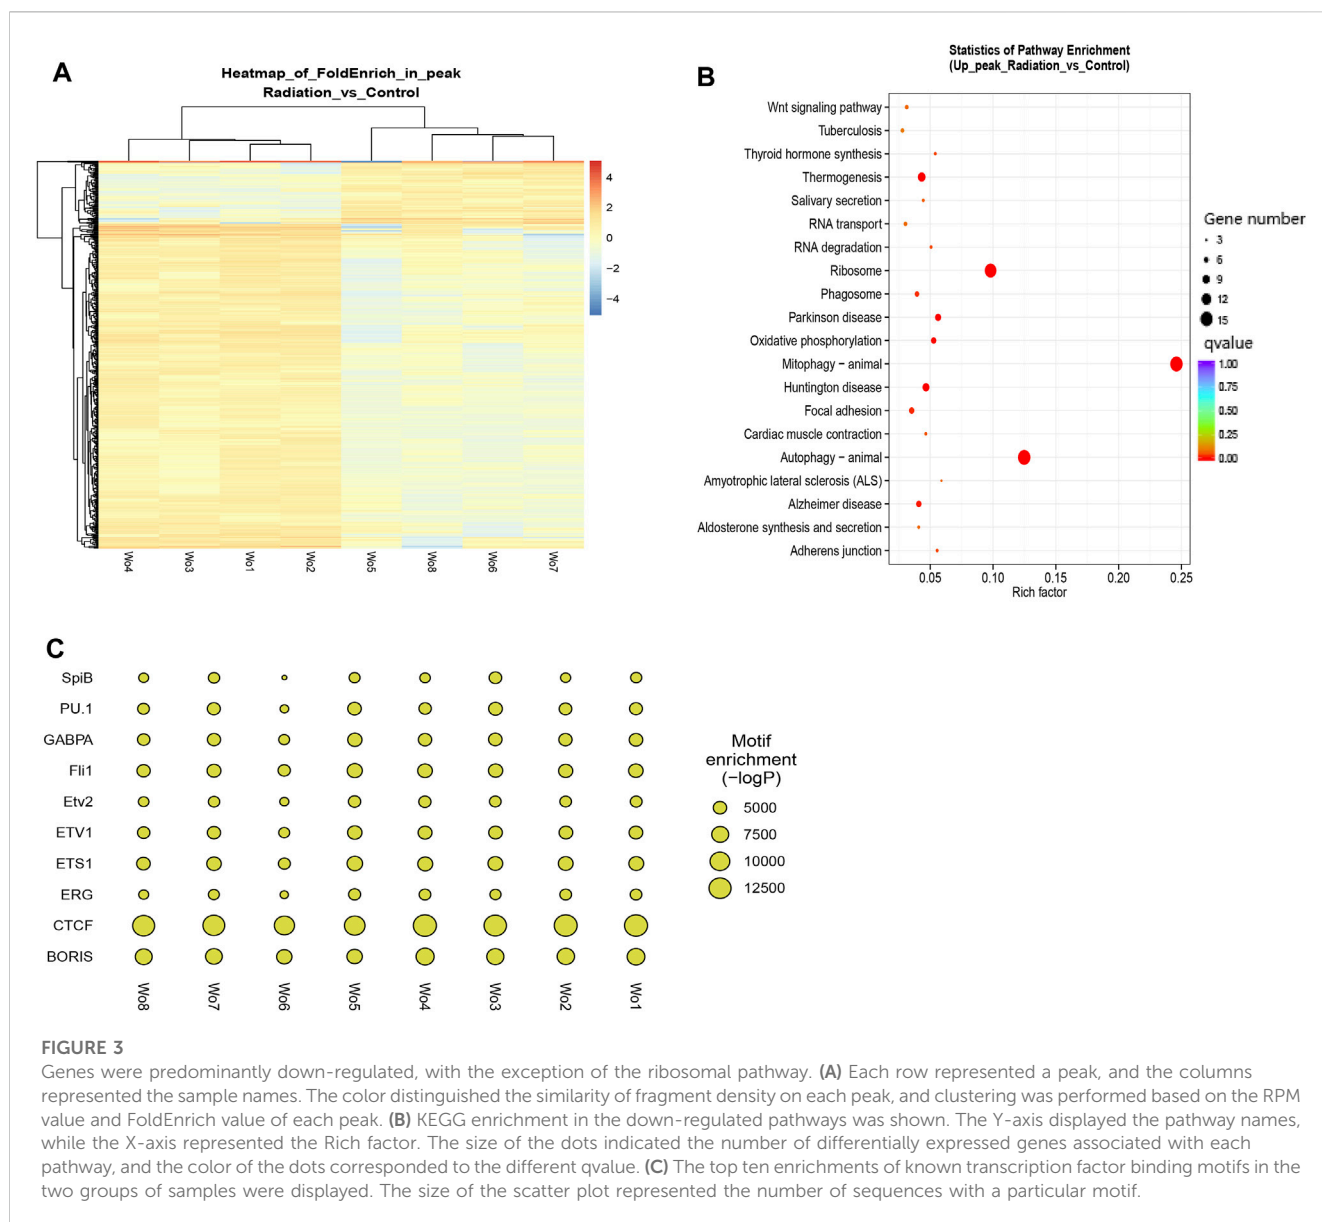 A
Heatmap_of_FoldEnrich_in_peak
Radiation_vs_Control
4
2
0
−2
−4
Wo4
Wo3
Wo1
Wo2
Wo5
Wo8
Wo6
Wo7
B
Statistics of Pathway Enrichment
(Up_peak_Radiation_vs_Control)
Wnt signaling pathway
Tuberculosis
Thyroid hormone synthesis
Thermogenesis
Salivary secretion
RNA transport
RNA degradation
Ribosome
Phagosome
Parkinson disease
Oxidative phosphorylation
Mitophagy − animal
Huntington disease
Focal adhesion
Cardiac muscle contraction
Autophagy − animal
Amyotrophic lateral sclerosis (ALS)
Alzheimer disease
Aldosterone synthesis and secretion
Adherens junction
0.05
0.10
0.15
0.20
0.25
Rich factor
Gene number
3
6
9
12
15
qvalue
1.00
0.75
0.50
0.25
0.00
C
SpiB
PU.1
GABPA
Fli1
Etv2
ETV1
ETS1
ERG
CTCF
BORIS
Wo8
Wo7
Wo6
Wo5
Wo4
Wo3
Wo2
Wo1
Motif
enrichment
(−logP)
5000
7500
10000
12500
FIGURE 3
Genes were predominantly down-regulated, with the exception of the ribosomal pathway. (A) Each row represented a peak, and the columns
represented the sample names. The color distinguished the similarity of fragment density on each peak, and clustering was performed based on the RPM
value and FoldEnrich value of each peak. (B) KEGG enrichment in the down-regulated pathways was shown. The Y-axis displayed the pathway names,
while the X-axis represented the Rich factor. The size of the dots indicated the number of differentially expressed genes associated with each
pathway, and the color of the dots corresponded to the different qvalue. (C) The top ten enrichments of known transcription factor binding motifs in the
two groups of samples were displayed. The size of the scatter plot represented the number of sequences with a particular motif.